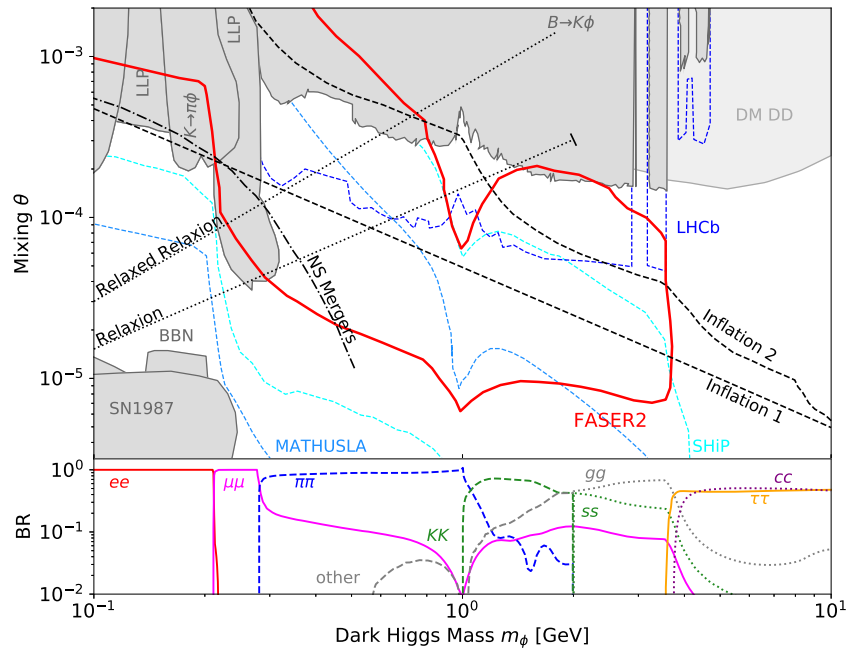 10⁻³
10⁻⁴
10⁻⁵
Mixing θ
LLP
LLP
K→πϕ
B→Kϕ
DM DD
LHCb
Relaxed Relaxion
Relaxion
NS Mergers
BBN
SN1987
MATHUSLA
FASER2
SHiP
Inflation 2
Inflation 1
10⁰
10⁻¹
10⁻²
BR
ee
μμ
ππ
KK
other
gg
ss
cc
ττ
10⁻¹
10⁰
10¹
Dark Higgs Mass m_ϕ [GeV]